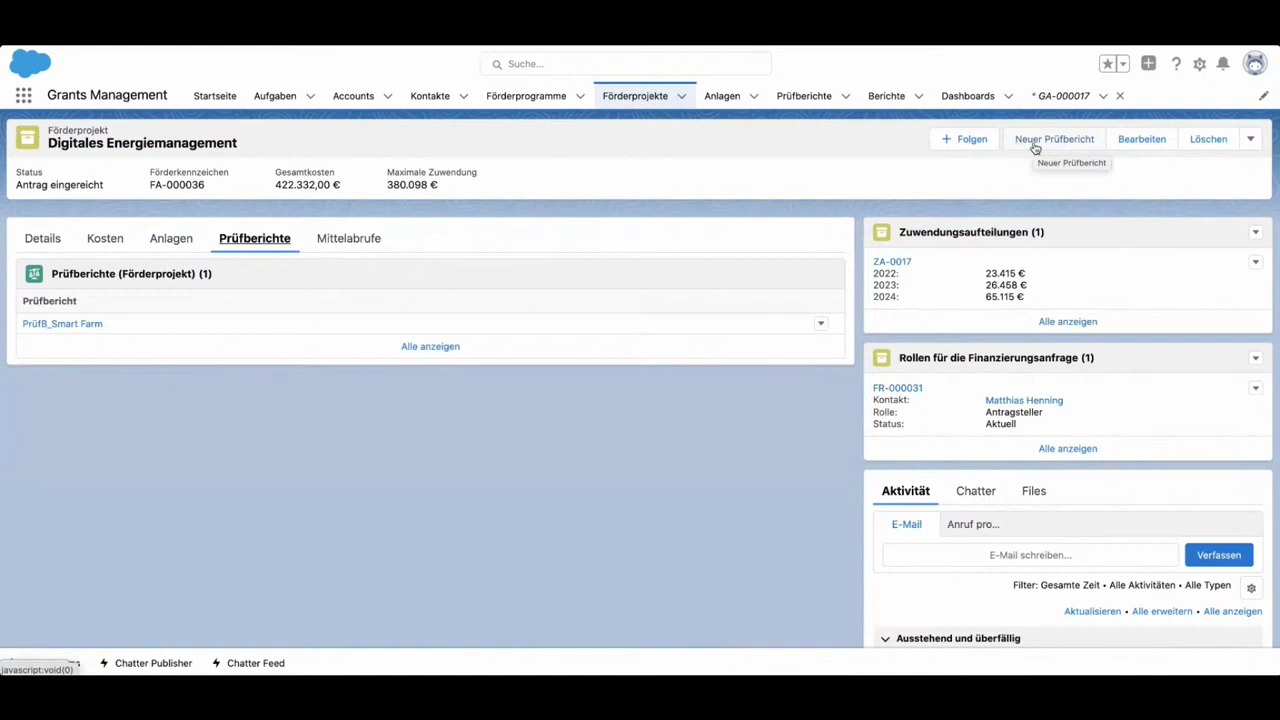 Suche...
Grants Management
Startseite
Aufgaben
Accounts
Kontakte
Förderprogramme
Förderprojekte
Anlagen
Prüfberichte
Berichte
Dashboards
* GA-000017
Förderprojekt
Digitales Energiemanagement
+ Folgen
Neuer Prüfbericht
Bearbeiten
Löschen
Neuer Prüfbericht
Status
Förderkennzeichen
Gesamtkosten
Maximale Zuwendung
Antrag eingereicht
FA-000036
422.332,00 €
380.098 €
Details
Kosten
Anlagen
Prüfberichte
Mittelabrufe
Prüfberichte (Förderprojekt) (1)
Prüfbericht
PrüfB_Smart Farm
Alle anzeigen
Zuwendungsaufteilungen (1)
ZA-0017
2022: 23.415 €
2023: 26.458 €
2024: 65.115 €
Alle anzeigen
Rollen für die Finanzierungsanfrage (1)
FR-000031
Kontakt: Matthias Henning
Rolle: Antragsteller
Status: Aktuell
Alle anzeigen
Aktivität
Chatter
Files
E-Mail
Anruf pro...
E-Mail schreiben...
Verfassen
Filter: Gesamte Zeit • Alle Aktivitäten • Alle Typen
Aktualisieren • Alle erweitern • Alle anzeigen
Ausstehend und überfällig
Chatter Publisher
Chatter Feed
javascript:void(0)